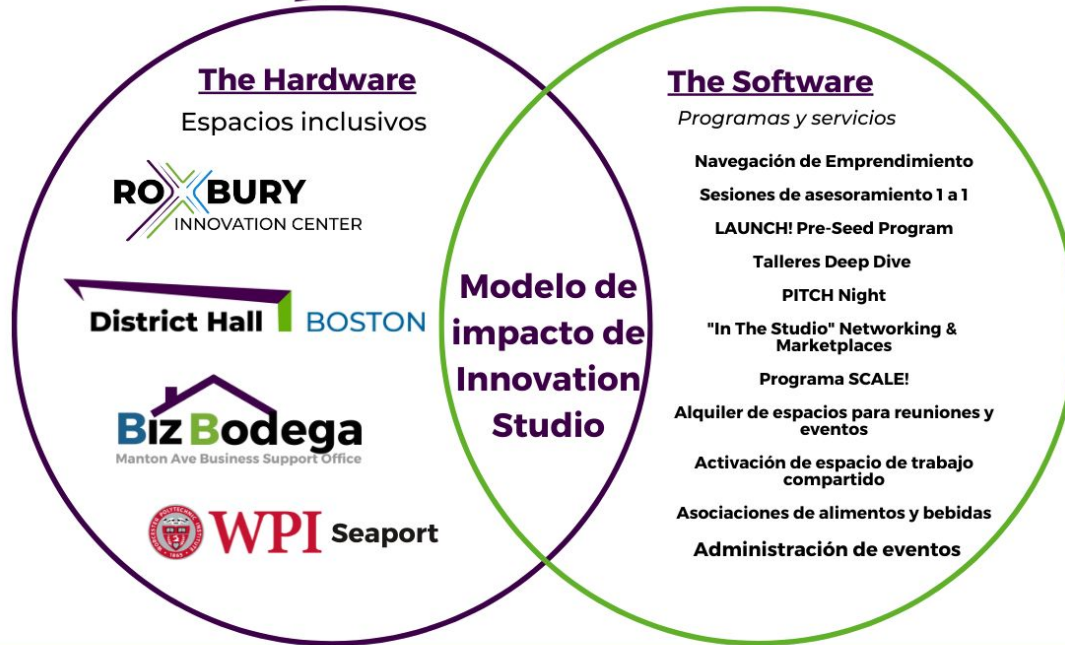 The Hardware
Espacios inclusivos
ROXBURY
INNOVATION CENTER
District Hall BOSTON
Biz Bodega
Manton Ave Business Support Office
WPI Seaport
Modelo de
impacto de
Innovation
Studio
The Software
Programas y servicios
Navegación de Emprendimiento
Sesiones de asesoramiento 1 a 1
LAUNCH! Pre-Seed Program
Talleres Deep Dive
PITCH Night
"In The Studio" Networking &
Marketplaces
Programa SCALE!
Alquiler de espacios para reuniones y
eventos
Activación de espacio de trabajo
compartido
Asociaciones de alimentos y bebidas
Administración de eventos